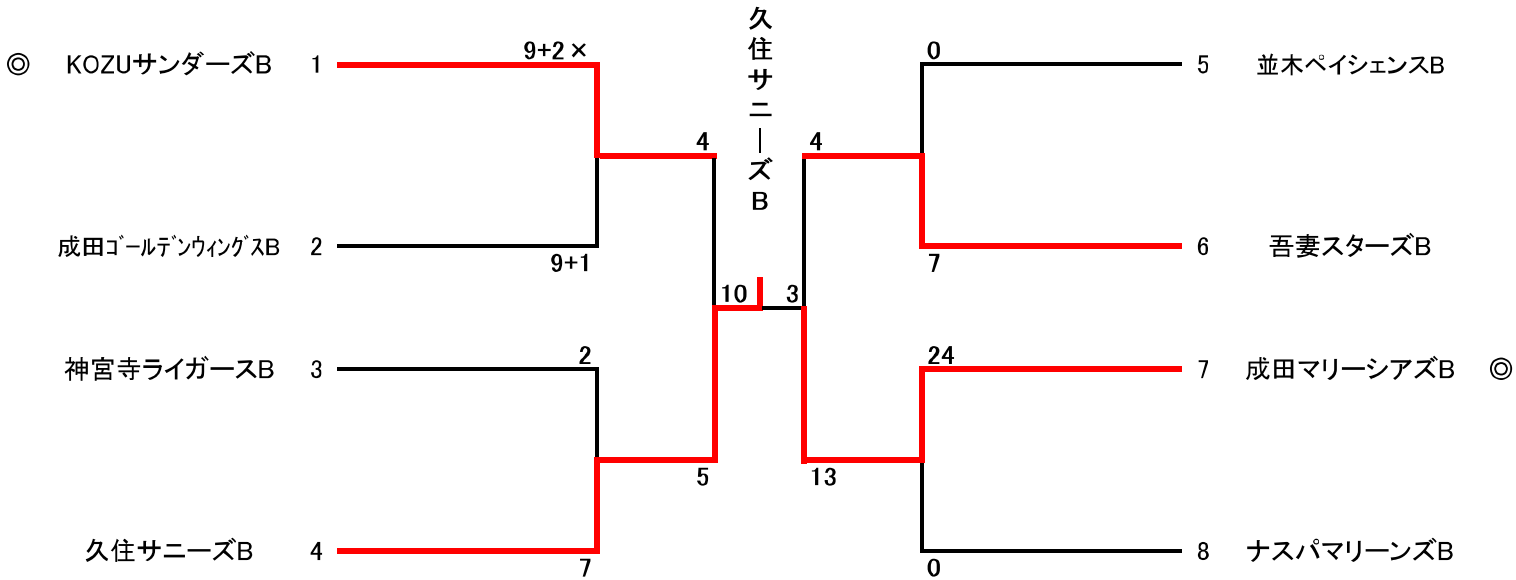 久住サニーズB
◎ KOZUサンダーズB 1
9+2×
成田ｺﾞｰﾙﾃﾞﾝウィングスB 2
9+1
4
神宮寺ライガースB 3
2
久住サニーズB 4
7
5
10
3
0
5 並木ペイシェンスB
4
6 吾妻スターズB
7
24
7 成田マリーシアズB ◎
13
8 ナスパマリーンズB
0